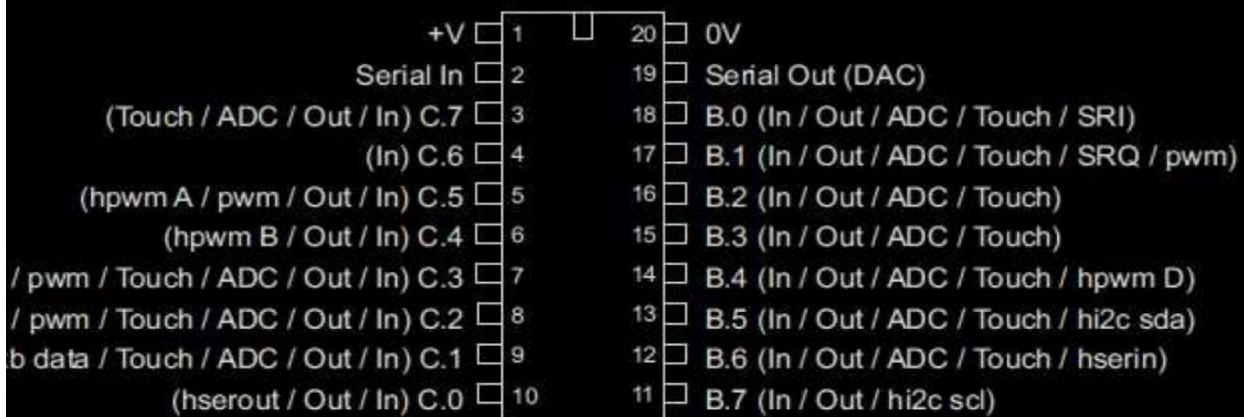 +V 1 20 0V
Serial In 2 19 Serial Out (DAC)
(Touch / ADC / Out / In) C.7 3 18 B.0 (In / Out / ADC / Touch / SRI)
(In) C.6 4 17 B.1 (In / Out / ADC / Touch / SRQ / pwm)
(hpwm A / pwm / Out / In) C.5 5 16 B.2 (In / Out / ADC / Touch)
(hpwm B / Out / In) C.4 6 15 B.3 (In / Out / ADC / Touch)
/ pwm / Touch / ADC / Out / In) C.3 7 14 B.4 (In / Out / ADC / Touch / hpwm D)
/ pwm / Touch / ADC / Out / In) C.2 8 13 B.5 (In / Out / ADC / Touch / hi2c sda)
data / Touch / ADC / Out / In) C.1 9 12 B.6 (In / Out / ADC / Touch / hserin)
(hserout / Out / In) C.0 10 11 B.7 (In / Out / hi2c scl)